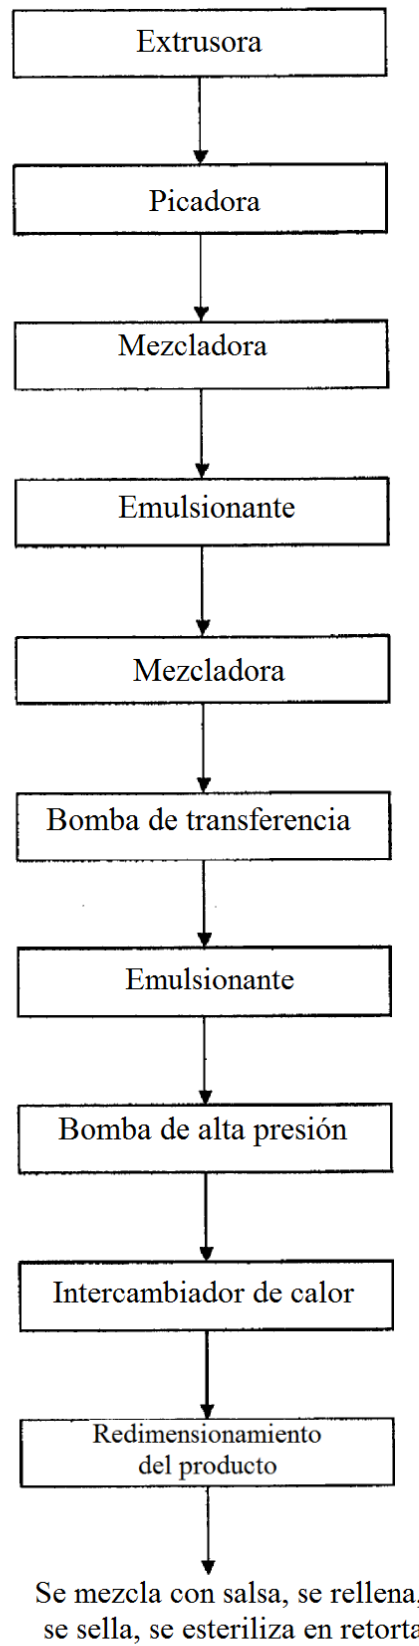 Extrusora
Picadora
Mezcladora
Emulsionante
Mezcladora
Bomba de transferencia
Emulsionante
Bomba de alta presión
Intercambiador de calor
Redimensionamiento
del producto
Se mezcla con salsa, se rellena,
se sella, se esteriliza en retorta